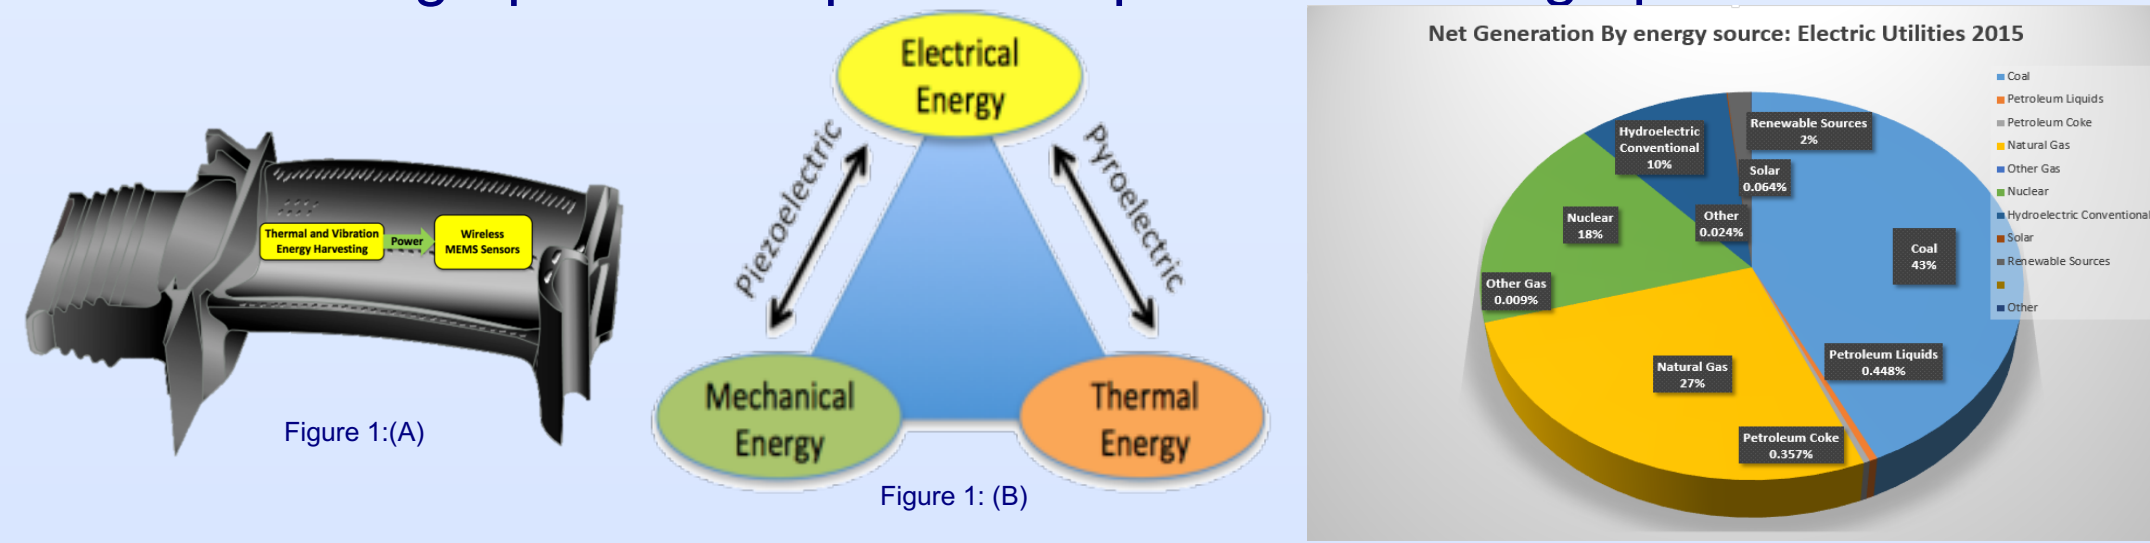 Thermal and Vibration
Energy Harvesting
Power
Wireless
MEMS Sensors
Figure 1:(A)
Electrical
Energy
Piezoelectric
Pyroelectric
Mechanical
Energy
Thermal
Energy
Figure 1: (B)
Net Generation By energy source: Electric Utilities 2015
Coal
Petroleum Liquids
Petroleum Coke
Natural Gas
Other Gas
Nuclear
Hydroelectric Conventional
Solar
Renewable Sources
Other
Renewable Sources
2%
Hydroelectric
Conventional
10%
Solar
0.064%
Other
0.024%
Nuclear
18%
Coal
43%
Other Gas
0.009%
Petroleum Liquids
0.448%
Natural Gas
27%
Petroleum Coke
0.357%